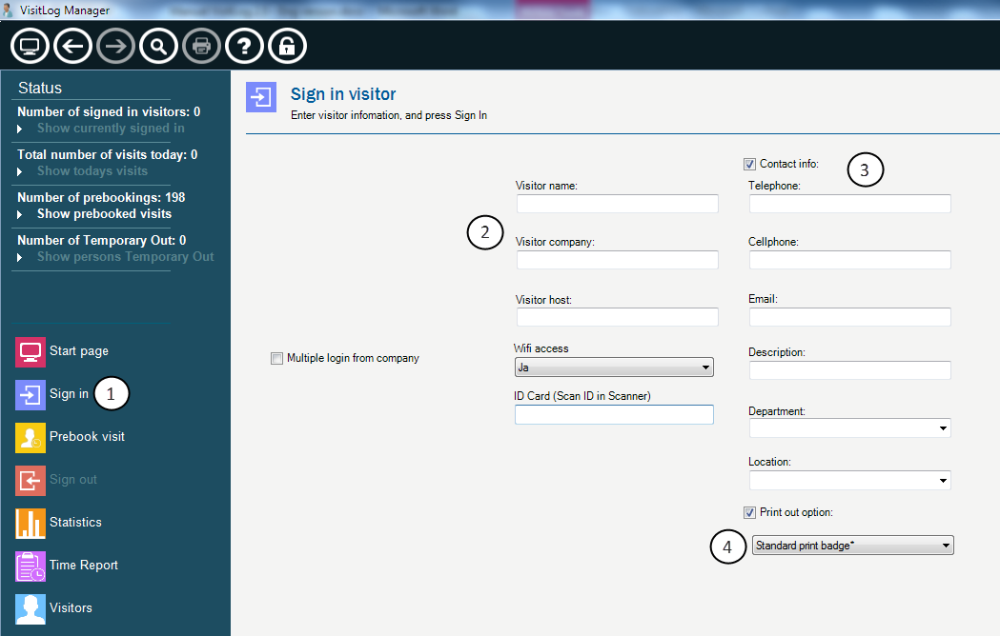 VisitLog Manager
Status
Number of signed in visitors: 0
Show currently signed in
Total number of visits today: 0
Show todays visits
Number of prebookings: 198
Show prebooked visits
Number of Temporary Out: 0
Show persons Temporary Out
Start page
Sign in
1
Prebook visit
Sign out
Statistics
Time Report
Visitors
Sign in visitor
Enter visitor infomation, and press Sign In
Multiple login from company
2
Visitor name:
Visitor company:
Visitor host:
Wifi access
Ja
ID Card (Scan ID in Scanner)
Contact info:
3
Telephone:
Cellphone:
Email:
Description:
Department:
Location:
Print out option:
4
Standard print badge*